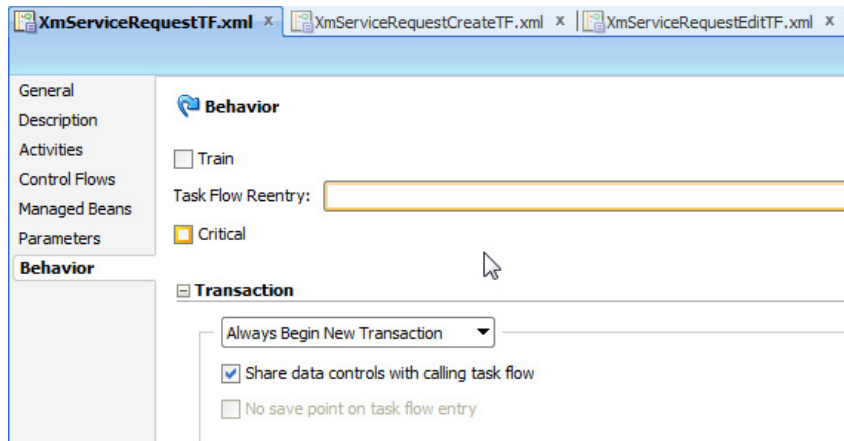 XmServiceRequestTF.xml x XmServiceRequestCreateTF.xml x XmServiceRequestEditTF.xml x
General
Description
Activities
Control Flows
Managed Beans
Parameters
Behavior
Behavior
Train
Task Flow Reentry:
Critical
Transaction
Always Begin New Transaction
Share data controls with calling task flow
No save point on task flow entry